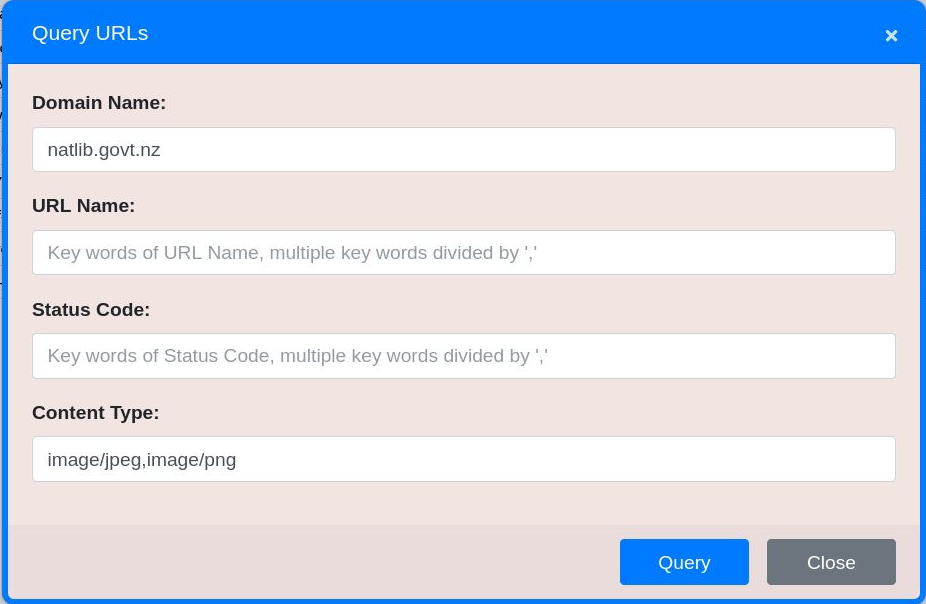 Query URLs
×
Domain Name:
natlib.govt.nz
URL Name:
Key words of URL Name, multiple key words divided by ','
Status Code:
Key words of Status Code, multiple key words divided by ','
Content Type:
image/jpeg,image/png
Query Close